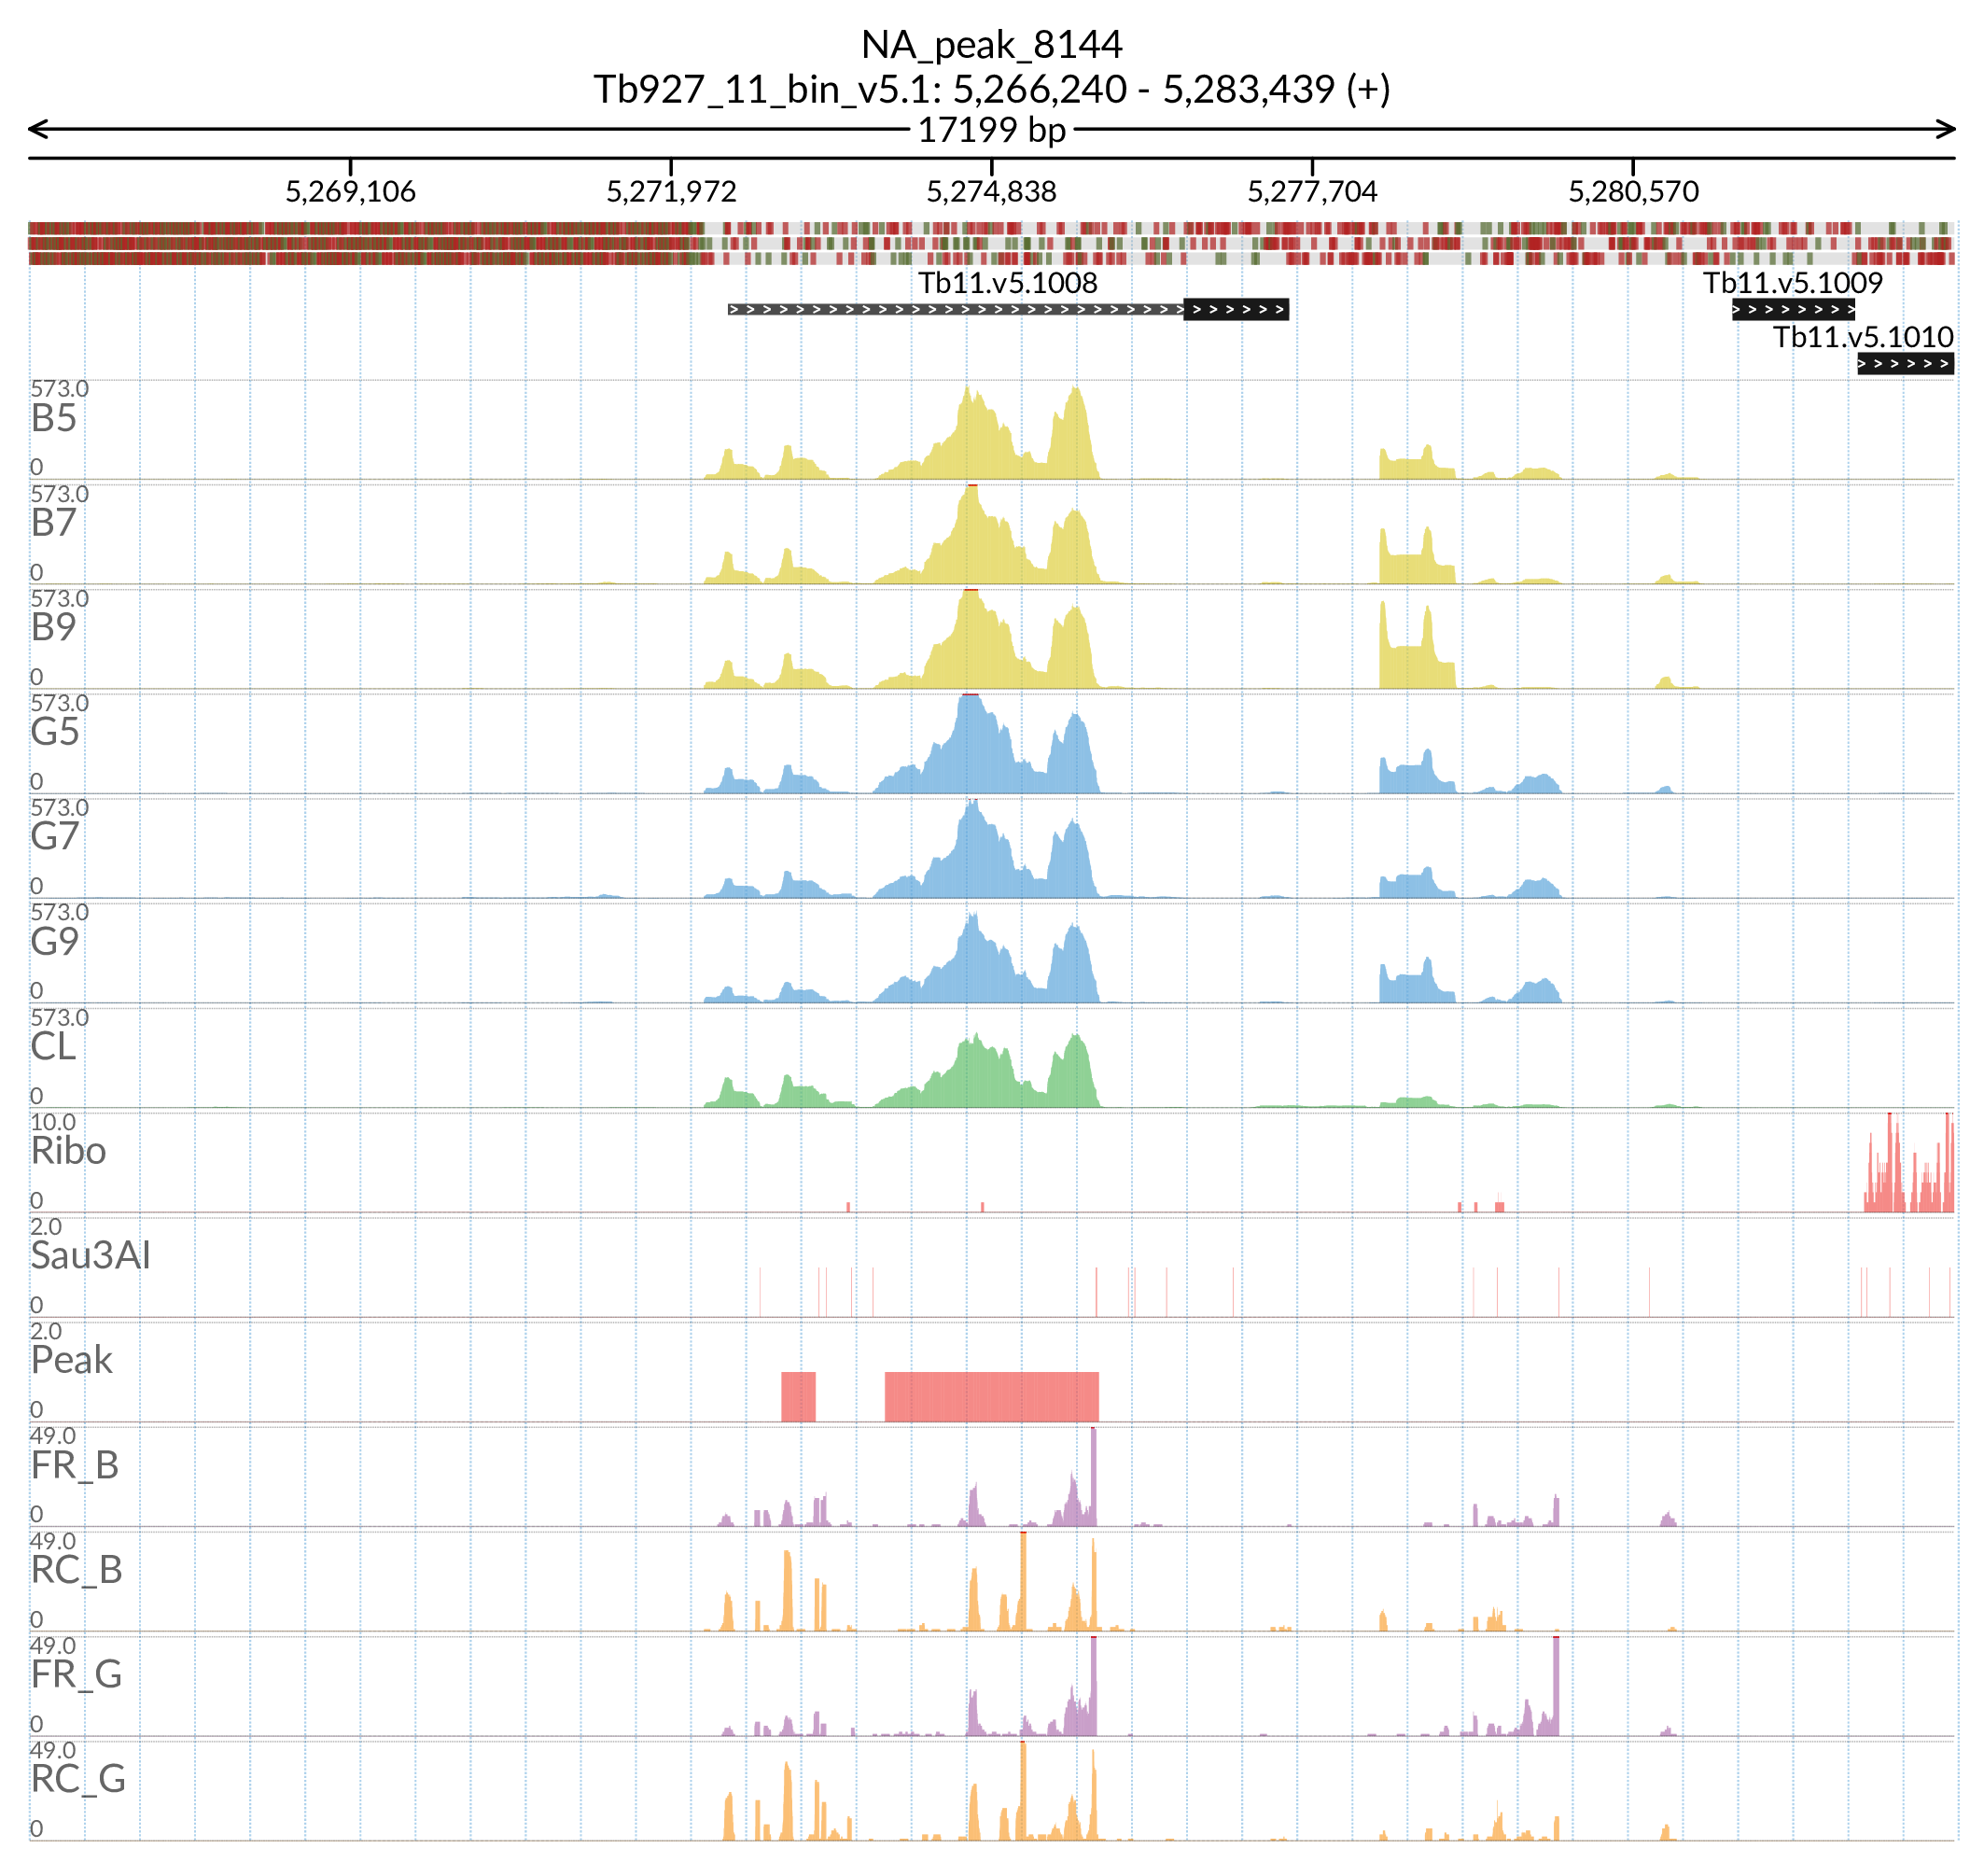 NA_peak_8144
Tb927_11_bin_v5.1: 5,266,240 - 5,283,439 (+)
17199 bp
5,269,106 5,271,972 5,274,838 5,277,704 5,280,570
Tb11.v5.1008 Tb11.v5.1009
Tb11.v5.1010
573.0
B5
0
573.0
B7
0
573.0
B9
0
573.0
G5
0
573.0
G7
0
573.0
G9
0
573.0
CL
0
10.0
Ribo
0
2.0
Sau3AI
0
2.0
Peak
0
49.0
FR_B
0
49.0
RC_B
0
49.0
FR_G
0
49.0
RC_G
0